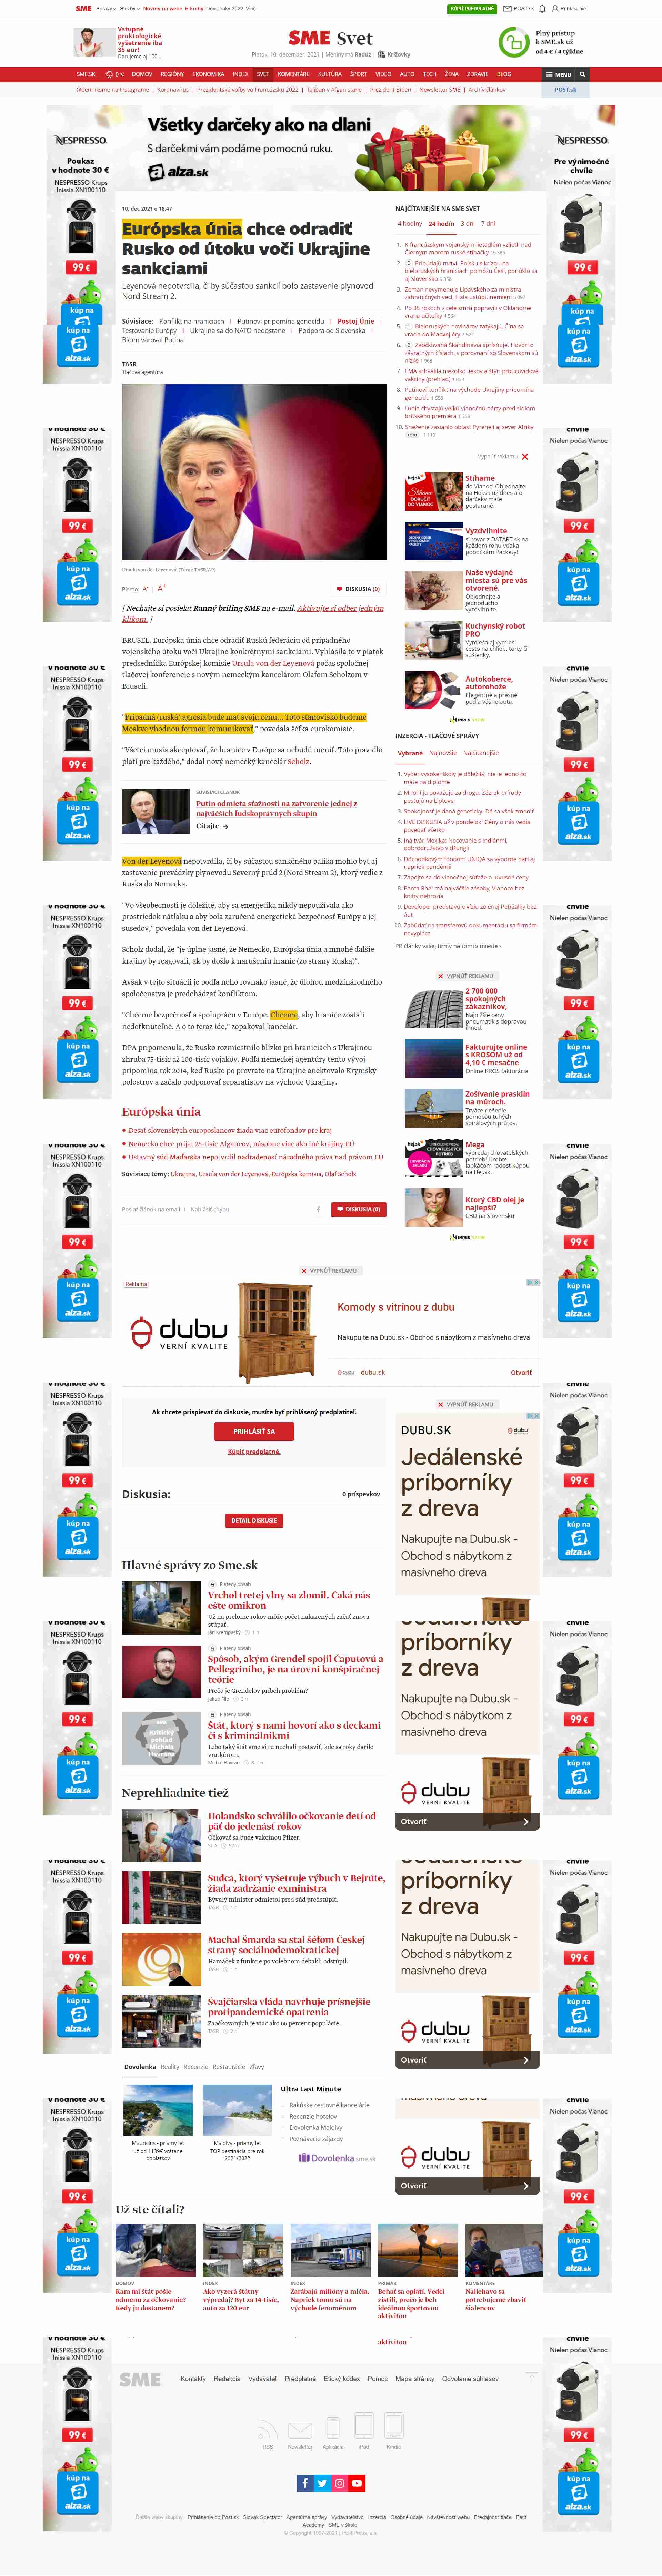 SME Správy Služby Noviny na webe E-knihy Dovolenky 2022 Viac
KÚPIŤ PREDPLATNÉ POST.sk Prihlásenie
Vstupné
proktologické
vyšetrenie iba
35 eur!
Darujeme aj 100...
SME Svet
Piatok, 10. december, 2021 | Meniny má Radúz | Krížovky
Plný prístup
k SME.sk už
od 4 € / 4 týždne
SME.SK 0°C DOMOV REGIÓNY EKONOMIKA INDEX SVET KOMENTÁRE KULTÚRA ŠPORT VIDEO AUTO TECH ŽENA ZDRAVIE BLOG MENU
@dennikisme na Instagrame | Koronavírus | Prezidentské voľby vo Francúzsku 2022 | Taliban v Afganistane | Prezident Biden | Newsletter SME | Archív článkov POST.sk
Všetky darčeky ako na dlani
S darčekmi vám podáme pomocnú ruku.
alza.sk
NESPRESSO
Poukaz
v hodnote 30 €
NESPRESSO Krups
Inissia XN100110
99 €
kúp na
alza.sk
NESPRESSO
Pre výnimočné
chvíle
Nielen počas Vianoc
99 €
kúp na
alza.sk
10. dec 2021 o 18:47
Európska únia chce odradiť
Rusko od útoku voči Ukrajine
sankciami
Leyenová nepotvrdila, či by súčasťou sankcií bolo zastavenie plynovod
Nord Stream 2.
Súvisiace: Konflikt na hraniciach | Putinovi pripomína genocídu | Postoj Únie |
Testovanie Európy | Ukrajina sa do NATO nedostane | Podpora od Slovenska |
Biden varoval Putina
TASR
Tlačová agentúra
Ursula von der Leyenová. (Zdroj: TASR/AP)
Písmo: A- | A+ DISKUSIA (0)
[ Nechajte si posielať Ranný brífing SME na e-mail. Aktivujte si odber jedným
klikom. ]
BRUSEL. Európska únia chce odradiť Ruskú federáciu od prípadného
vojenského útoku voči Ukrajine konkrétnymi sankciami. Vyhlásila to v piatok
predsedníčka Európskej komisie Ursula von der Leyenová počas spoločnej
tlačovej konferencie s novým nemeckým kancelárom Olafom Scholzom v
Bruseli.
"Prípadná (ruská) agresia bude mať svoju cenu... Toto stanovisko budeme
Moskve vhodnou formou komunikovať," povedala šéfka eurokomisie.
"Všetci musia akceptovať, že hranice v Európe sa nebudú meniť. Toto pravidlo
platí pre každého," dodal nový nemecký kancelár Scholz.
SÚVISIACI ČLÁNOK
Putin odmieta sťažnosti na zatvorenie jednej z
najväčších ľudskoprávnych skupín
Čítajte →
Von der Leyenová nepotvrdila, či by súčasťou sankčného balíka mohlo byť aj
zastavenie prevádzky plynovodu Severný prúd 2 (Nord Stream 2), ktorý vedie z
Ruska do Nemecka.
"Vo všeobecnosti je dôležité, aby sa energetika nikdy nepoužívala ako
prostriedok nátlaku a aby bola zaručená energetická bezpečnosť Európy a jej
susedov," povedala von der Leyenová.
Scholz dodal, že "je úplne jasné, že Nemecko, Európska únia a mnohé ďalšie
krajiny by reagovali, ak by došlo k narušeniu hraníc (zo strany Ruska)".
Avšak v tejto situácii je podľa neho rovnako jasné, že úlohou medzinárodného
spoločenstva je predchádzať konfliktom.
"Chceme bezpečnosť a spoluprácu v Európe. Chceme, aby hranice zostali
nedotknuteľné. A o to teraz ide," zopakoval kancelár.
DPA pripomenula, že Rusko rozmiestnilo blízko pri hraniciach s Ukrajinou
zhruba 75-tisíc až 100-tisíc vojakov. Podľa nemeckej agentúry tento vývoj
pripomína rok 2014, keď Rusko po prevrate na Ukrajine anektovalo Krymský
polostrov a začalo podporovať separatistov na východe Ukrajiny.
Európska únia
Desať slovenských europoslancov žiada viac eurofondov pre kraj
Nemecko chce prijať 25-tisíc Afgancov, násobne viac ako iné krajiny EÚ
Ústavný súd Maďarska nepotvrdil nadradenosť národného práva nad právom EÚ
Súvisiace témy: Ukrajina, Ursula von der Leyenová, Európska komisia, Olaf Scholz
Poslať článok na email | Nahlásiť chybu DISKUSIA (0)
NAJČÍTANEJŠIE NA SME SVET
4 hodiny 24 hodín 3 dni 7 dní
1. K francúzskym vojenským lietadlám vzlietli nad
Čiernym morom ruské stíhačky
2. Pribúdajú mŕtvi. Poľsku s krízou na
bieloruských hraniciach pomôžu Česi, ponúklo sa
aj Slovensko
3. Zeman nevymenuje Lipavského za ministra
zahraničných vecí, Fiala ustúpiť nemieni
4. Po 35 rokoch v cele smrti popravili v Oklahome
vraha učiteľky
5. Bieloruských novinárov zatýkajú, Čína sa
vracia do Maovej éry
6. Zaočkovaná Škandinávia sprísňuje. Hovorí o
závratných číslach, v porovnaní so Slovenskom sú
nízke
7. EMA schválila niekoľko liekov a štyri proticovidové
vakcíny (prehľad)
8. Putinovi konflikt na východe Ukrajiny pripomína
genocídu
9. Ľudia chystajú veľkú vianočnú párty pred sídlom
britského premiéra
10. Sneženie zasiahlo oblasť Pyrenejí aj sever Afriky
Vypnúť reklamu
Stíhame
do Vianoc! Objednajte
na Hej.sk už dnes a o
darčeky máte
postarané.
Vyzdvihnite
si tovar z DATART.sk na
každom rohu vďaka
pobočkám Packety!
Naše výdajné
miesta sú pre vás
otvorené.
Objednajte a
jednoducho
vyzdvihnite.
Kuchynský robot
PRO
Vymieša aj vymiesi
cesto na chlieb, torty či
sušienky.
Autokoberce,
autorohože
Elegantné a presné
podľa vášho auta.
INZERCIA - TLAČOVÉ SPRÁVY
Vybrané Najnovšie Najčítanejšie
1. Výber vysokej školy je dôležitý, nie je jedno čo
máte na diplome
2. Mnohí ju považujú za drogu. Zázrak prírody
pestujú na Liptove
3. Spokojnosť je daná geneticky. Dá sa však zmeniť
4. LIVE DISKUSIA už v pondelok: Gény o nás vedia
povedať všetko
5. Iná tvár Mexika: Nocovanie s Indiánmi,
dobrodružstvo v džungli
6. Dôchodkovým fondom UNIQA sa výborne darí aj
napriek pandémii
7. Zapojte sa do vianočnej súťaže o luxusné ceny
8. Panta Rhei má najväčšie zásoby, Vianoce bez
knihy nehrozia
9. Developer predstavuje víziu zelenej Petržalky bez
áut
10. Zabúdať na transferovú dokumentáciu sa firmám
nevypláca
PR články vašej firmy na tomto mieste ›
VYPNÚŤ REKLAMU
2 700 000
spokojných
zákazníkov,
Najnižšie ceny
pneumatík s dopravou
ihneď.
Fakturujte online
s KROSOM už od
4,10 € mesačne
Online KROS fakturácia
Zošívanie prasklín
na múroch.
Trváce riešenie
pomocou tuhých
špirálových prútov.
Mega
výpredaj chovateľských
potrieb! Urobte
labkáčom radosť kúpou
na Hej.sk.
Ktorý CBD olej je
najlepší?
CBD na Slovensku
VYPNÚŤ REKLAMU
Reklama
dubu
VERNÍ KVALITE
Komody s vitrínou z dubu
Nakupujte na Dubu.sk - Obchod s nábytkom z masívneho dreva
dubu.sk Otvoriť
Ak chcete prispievať do diskusie, musíte byť prihlásený predplatiteľ.
PRIHLÁSIŤ SA
Kúpiť predplatné.
Diskusia: 0 príspevkov
DETAIL DISKUSIE
VYPNÚŤ REKLAMU
DUBU.SK
Jedálenské
príborníky
z dreva
Nakupujte na Dubu.sk -
Obchod s nábytkom z
masívneho dreva
dubu
VERNÍ KVALITE
Otvoriť
Hlavné správy zo Sme.sk
Platený obsah
Vrchol tretej vlny sa zlomil. Čaká nás
ešte omikron
Už na prelome rokov môže počet nakazených začať znova
stúpať.
Ján Krempaský 1 h
Platený obsah
Spôsob, akým Grendel spojil Čaputovú a
Pellegriniho, je na úrovni konšpiračnej
teórie
Prečo je Grendelov príbeh problém?
Jakub Filo 3 h
Platený obsah
Štát, ktorý s nami hovorí ako s deckami
či s kriminálnikmi
Lebo taký štát sme si tu nechali postaviť, kde sa roky darilo
vratkárom.
Michal Havran 9. dec
Neprehliadnite tiež
Holandsko schválilo očkovanie detí od
päť do jedenásť rokov
Očkovať sa bude vakcínou Pfizer.
SITA 57m
Sudca, ktorý vyšetruje výbuch v Bejrúte,
žiada zadržanie exministra
Bývalý minister odmietol pred súd predstúpiť.
TASR 1 h
Machal Šmarda sa stal šéfom Českej
strany sociálnodemokratickej
Hamáček z funkcie po volebnom debakli odstúpil.
TASR 1 h
Švajčiarska vláda navrhuje prísnejšie
protipandemické opatrenia
Zaočkovaných je viac ako 66 percent populácie.
TASR 2 h
Dovolenka Reality Recenzie Reštaurácie Zľavy
Maurícius - priamy let
už od 1139€ vrátane
poplatkov
Maldivy - priamy let
TOP destinácia pre rok
2021/2022
Ultra Last Minute
Rakúske cestovné kancelárie
Recenzie hotelov
Dovolenka Maldivy
Poznávacie zájazdy
Dovolenka.sme.sk
Už ste čítali?
DOMOV
Kam mi štát pošle
odmenu za očkovanie?
Kedy ju dostanem?
INDEX
Ako vyzerá štátny
výpredaj? Byt za 14-tisíc,
auto za 120 eur
INDEX
Zarábajú milióny a mlčia.
Napriek tomu sú na
východe fenoménom
PRIMÁR
Behať sa oplatí. Vedci
zistili, prečo je beh
ideálnou športovou
aktivitou
KOMENTÁRE
Naliehavo sa
potrebujeme zbaviť
šialencov
aktivitou
SME Kontakty Redakcia Vydavateľ Predplatné Etický kódex Pomoc Mapa stránky Odvolanie súhlasov
RSS Newsletter Aplikácia iPad Kindle
Ďalšie weby skupiny: Prihlásenie do Post.sk Slovak Spectator Agentúrne správy Vydavateľstvo Inzercia Osobné údaje Návštevnosť webu Predajnosť tlače Petit
Academy SME v škole
© Copyright 1997-2021 | Petit Press, a.s.